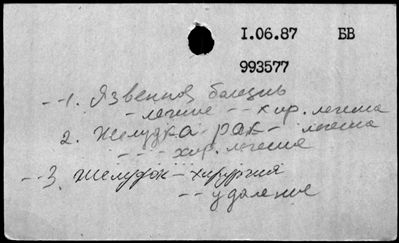 I.06.87 БВ
993577
--1. Язвенная болезнь
- лечение -- хир. лечение
2. Желудка рак - лечение
--- хир. лечение
--3. Желудок - хирургия
-- удаление